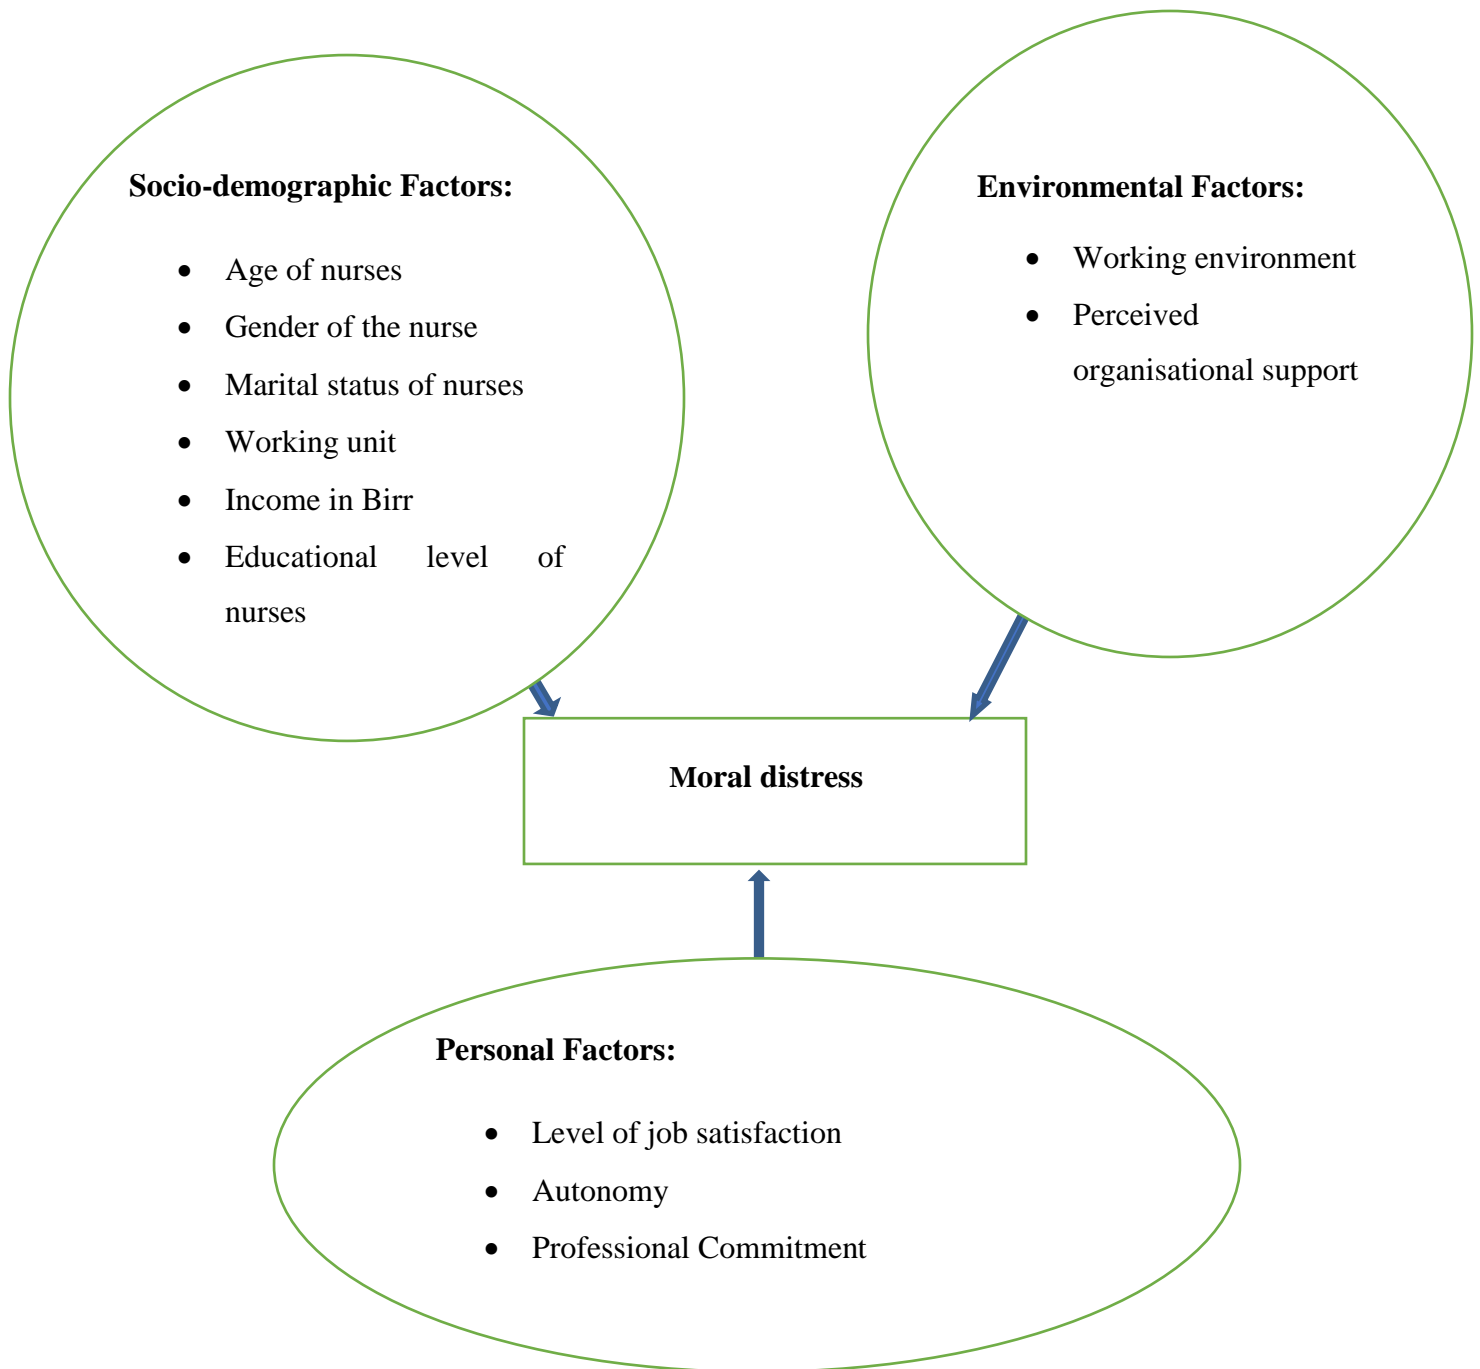 Socio-demographic Factors:
• Age of nurses
• Gender of the nurse
• Marital status of nurses
• Working unit
• Income in Birr
• Educational level of
nurses
Environmental Factors:
• Working environment
• Perceived
organisational support
Moral distress
Personal Factors:
• Level of job satisfaction
• Autonomy
• Professional Commitment